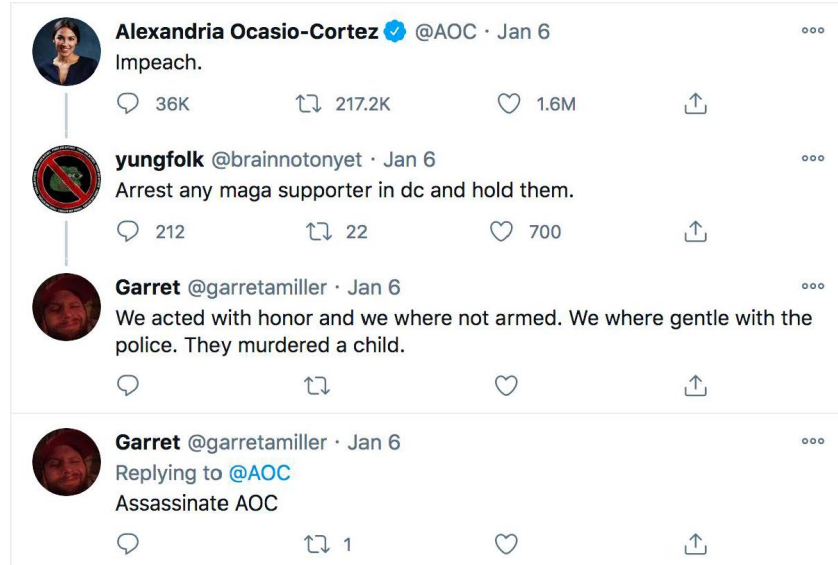 Alexandria Ocasio-Cortez @AOC · Jan 6
Impeach.
36K 217.2K 1.6M
yungfolk @brainnotonyet · Jan 6
Arrest any maga supporter in dc and hold them.
212 22 700
Garret @garretamiller · Jan 6
We acted with honor and we where not armed. We where gentle with the
police. They murdered a child.
Garret @garretamiller · Jan 6
Replying to @AOC
Assassinate AOC
1